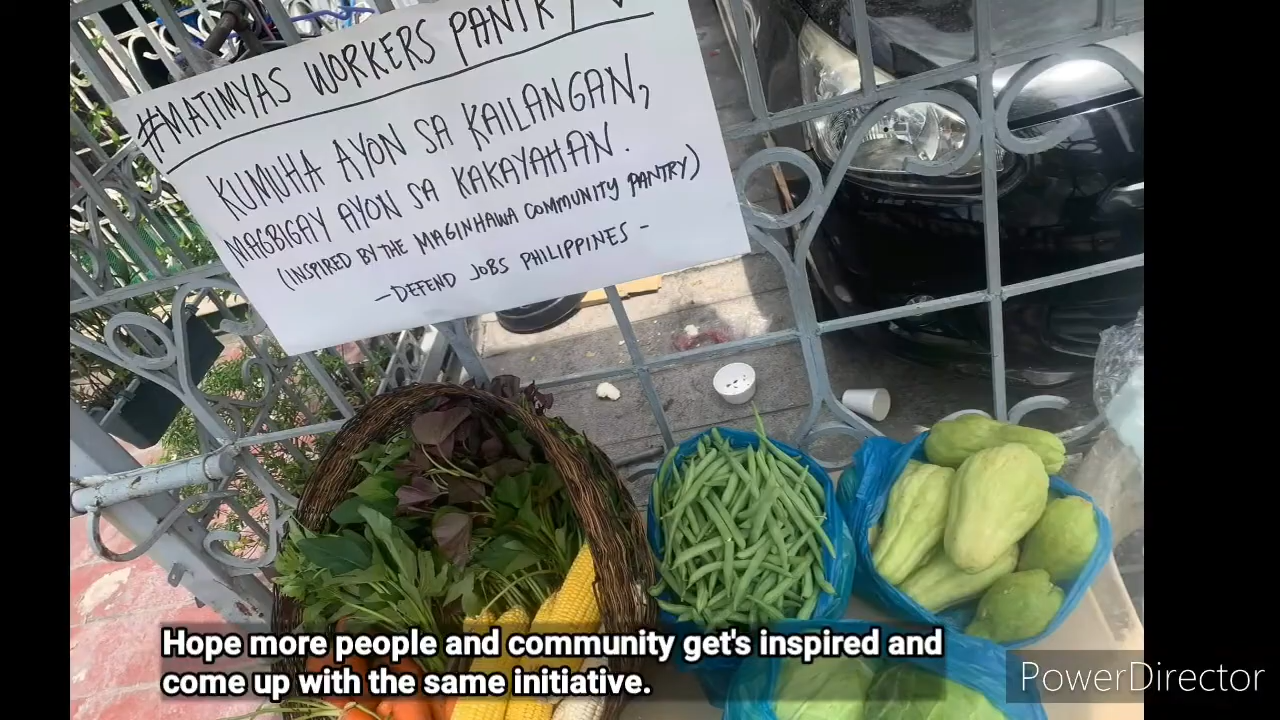 #MATIMYAS WORKERS PANTRY
KUMUHA AYON SA KAILANGAN,
MAGBIGAY AYON SA KAKAYAHAN.
(INSPIRED BY THE MAGINHAWA COMMUNITY PANTRY)
-DEFEND JOBS PHILIPPINES-
Hope more people and community get's inspired and
come up with the same initiative.
PowerDirector